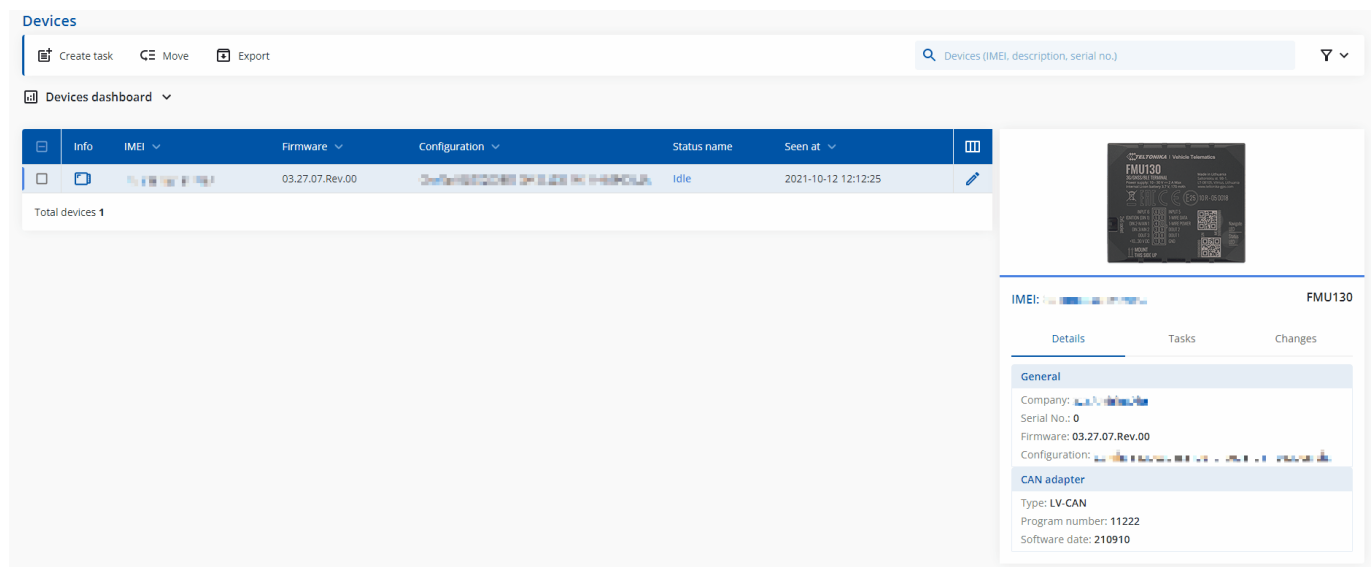 Devices
Create task Move Export Devices (IMEI, description, serial no.)
Devices dashboard
Info IMEI Firmware Configuration Status name Seen at
03.27.07.Rev.00 Idle 2021-10-12 12:12:25
Total devices 1
TELTONIKA | Vehicle Telematics
FMU130
IMEI: FMU130
Details Tasks Changes
General
Company:
Serial No.: 0
Firmware: 03.27.07.Rev.00
Configuration:
CAN adapter
Type: LV-CAN
Program number: 11222
Software date: 210910